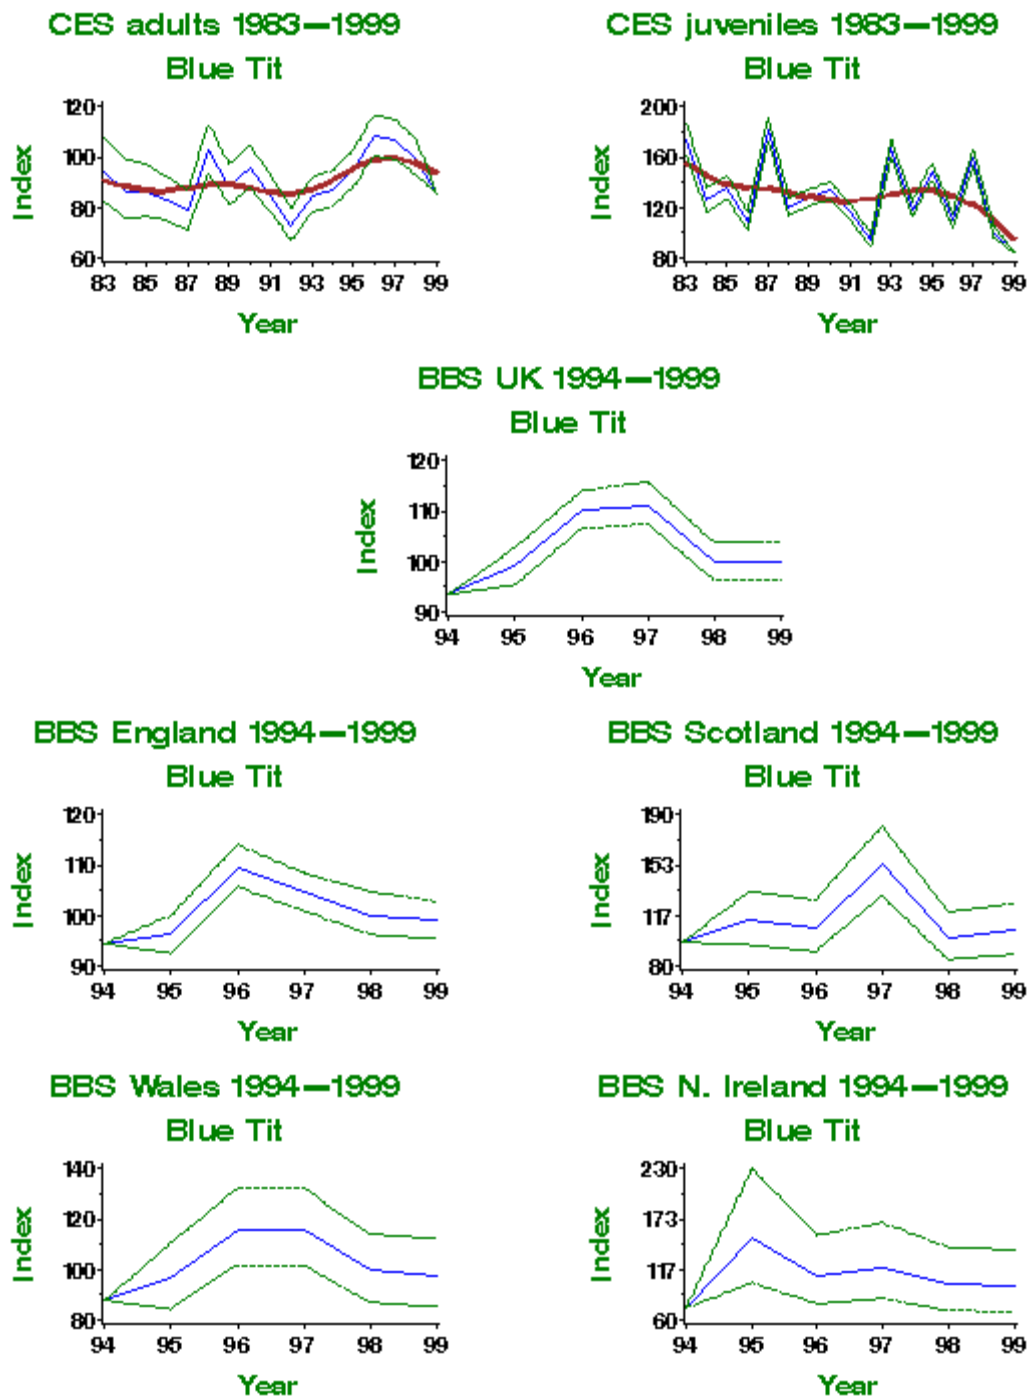 CES adults 1983—1999
Blue Tit
120
100
80
60
Index
83 85 87 89 91 93 95 97 99
Year
CES juveniles 1983—1999
Blue Tit
200
160
120
80
Index
83 85 87 89 91 93 95 97 99
Year
BBS UK 1994—1999
Blue Tit
120
110
100
90
Index
94 95 96 97 98 99
Year
BBS England 1994—1999
Blue Tit
120
110
100
90
Index
94 95 96 97 98 99
Year
BBS Scotland 1994—1999
Blue Tit
190
153
117
80
Index
94 95 96 97 98 99
Year
BBS Wales 1994—1999
Blue Tit
140
120
100
80
Index
94 95 96 97 98 99
Year
BBS N. Ireland 1994—1999
Blue Tit
230
173
117
60
Index
94 95 96 97 98 99
Year